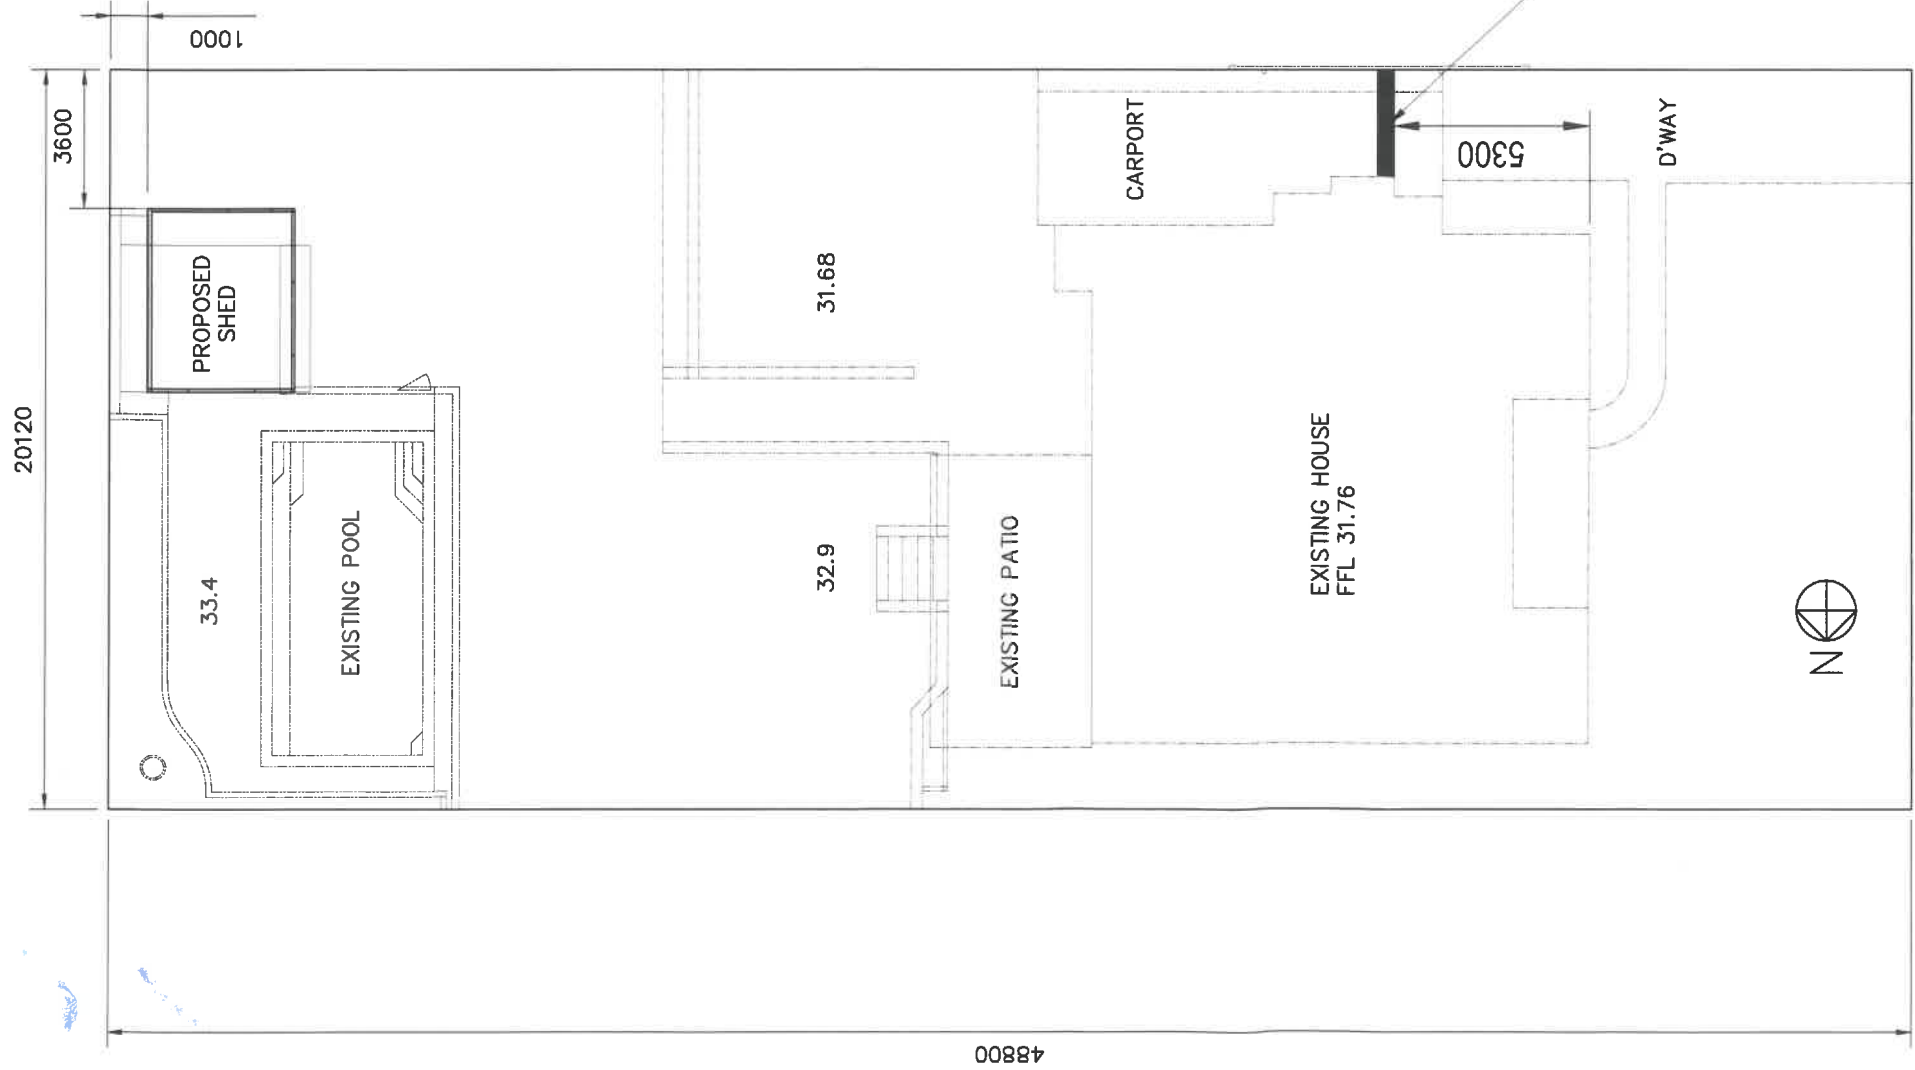 1000
3600
20120
PROPOSED
SHED
33.4
EXISTING POOL
31.68
32.9
CARPORT
5300
D'WAY
EXISTING PATIO
EXISTING HOUSE
FFL 31.76
N
48800